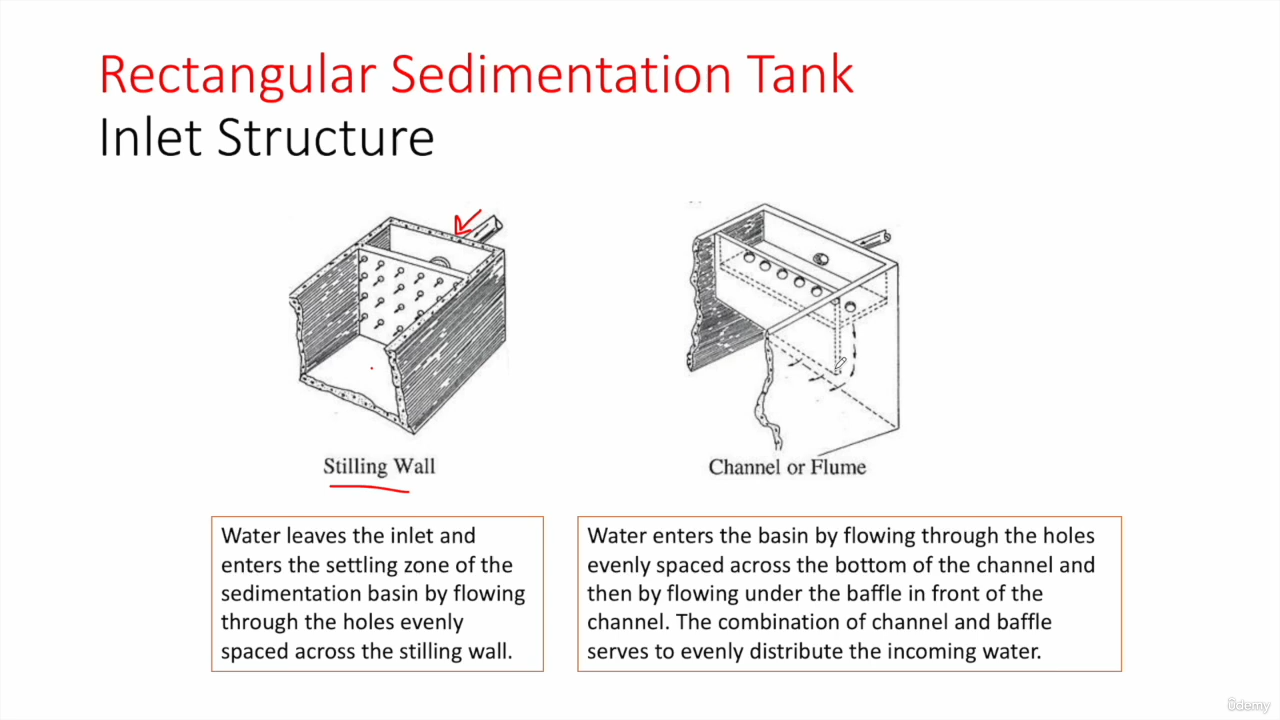 Rectangular Sedimentation Tank
Inlet Structure
Stilling Wall
Channel or Flume
Water leaves the inlet and
enters the settling zone of the
sedimentation basin by flowing
through the holes evenly
spaced across the stilling wall.
Water enters the basin by flowing through the holes
evenly spaced across the bottom of the channel and
then by flowing under the baffle in front of the
channel. The combination of channel and baffle
serves to evenly distribute the incoming water.
ûdemy